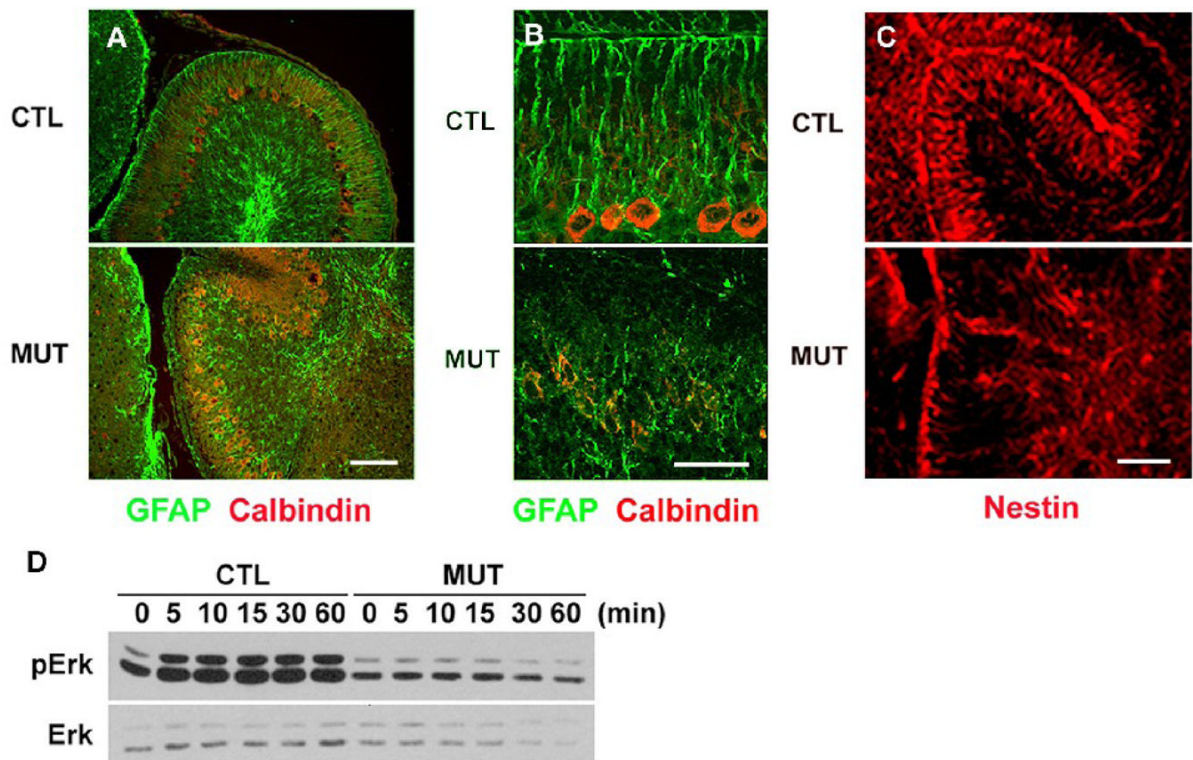 A B C
CTL CTL CTL
MUT MUT MUT
GFAP Calbindin GFAP Calbindin Nestin
D
CTL MUT
0 5 10 15 30 60 0 5 10 15 30 60 (min)
pErk
Erk